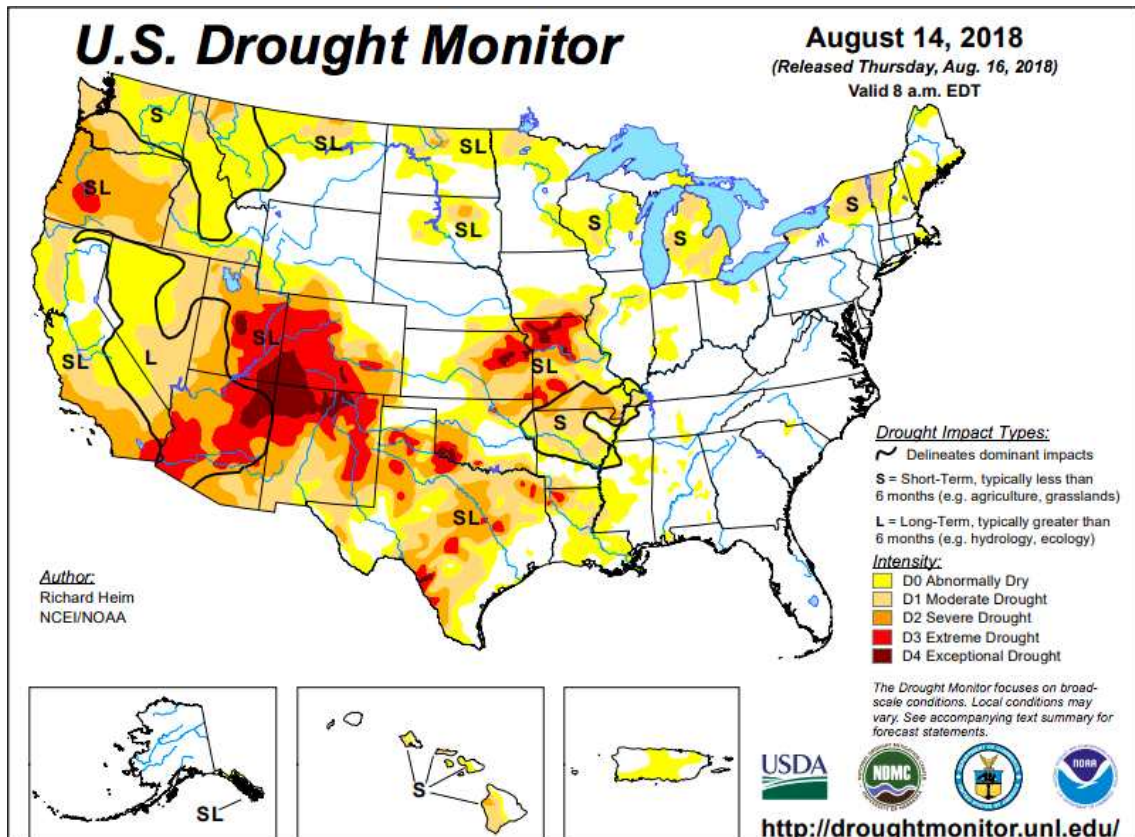 U.S. Drought Monitor
August 14, 2018
(Released Thursday, Aug. 16, 2018)
Valid 8 a.m. EDT
S
SL
SL
SL
SL
SL
S
S
S
SL
L
SL
SL
S
SL
Drought Impact Types:
Delineates dominant impacts
S = Short-Term, typically less than
6 months (e.g. agriculture, grasslands)
L = Long-Term, typically greater than
6 months (e.g. hydrology, ecology)
Intensity:
D0 Abnormally Dry
D1 Moderate Drought
D2 Severe Drought
D3 Extreme Drought
D4 Exceptional Drought
Author:
Richard Heim
NCEI/NOAA
SL
S
The Drought Monitor focuses on broad-
scale conditions. Local conditions may
vary. See accompanying text summary for
forecast statements.
USDA
NDMC
NOAA
http://droughtmonitor.unl.edu/